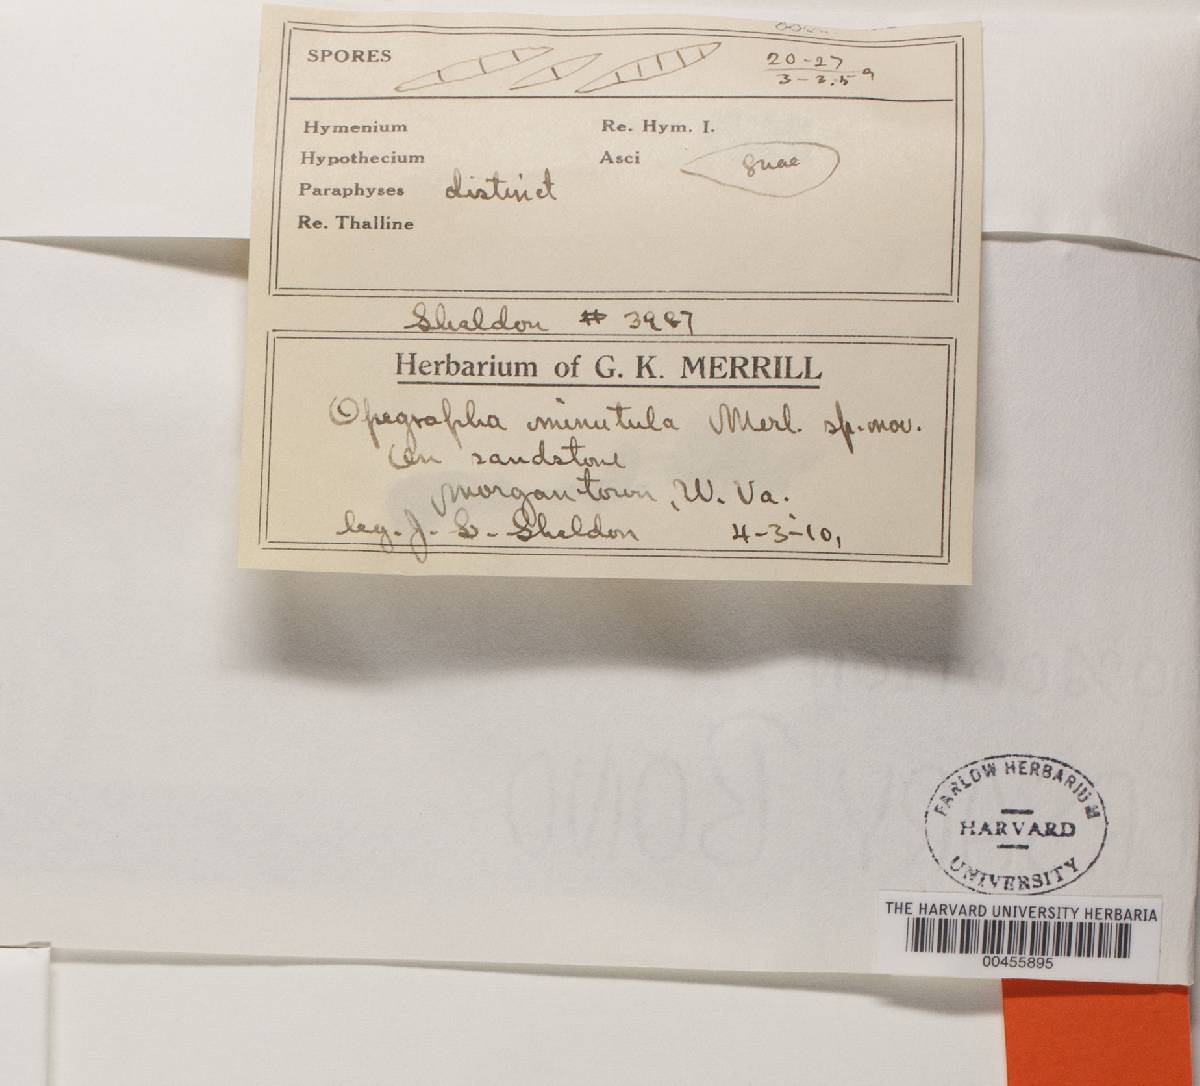 SPORES
20-27
3-3.5
Hymenium Re. Hym. I.
Hypothecium Asci
Paraphyses distinct
Re. Thalline
Sheldon # 3987
Herbarium of G. K. MERRILL
Opegrapha minutula Merl. sp. nov.
On sandstone
Morgantown, W. Va.
leg. J. L. Sheldon 4-3-10,
FARLOW HERBARIUM
HARVARD
UNIVERSITY
THE HARVARD UNIVERSITY HERBARIA
00455895